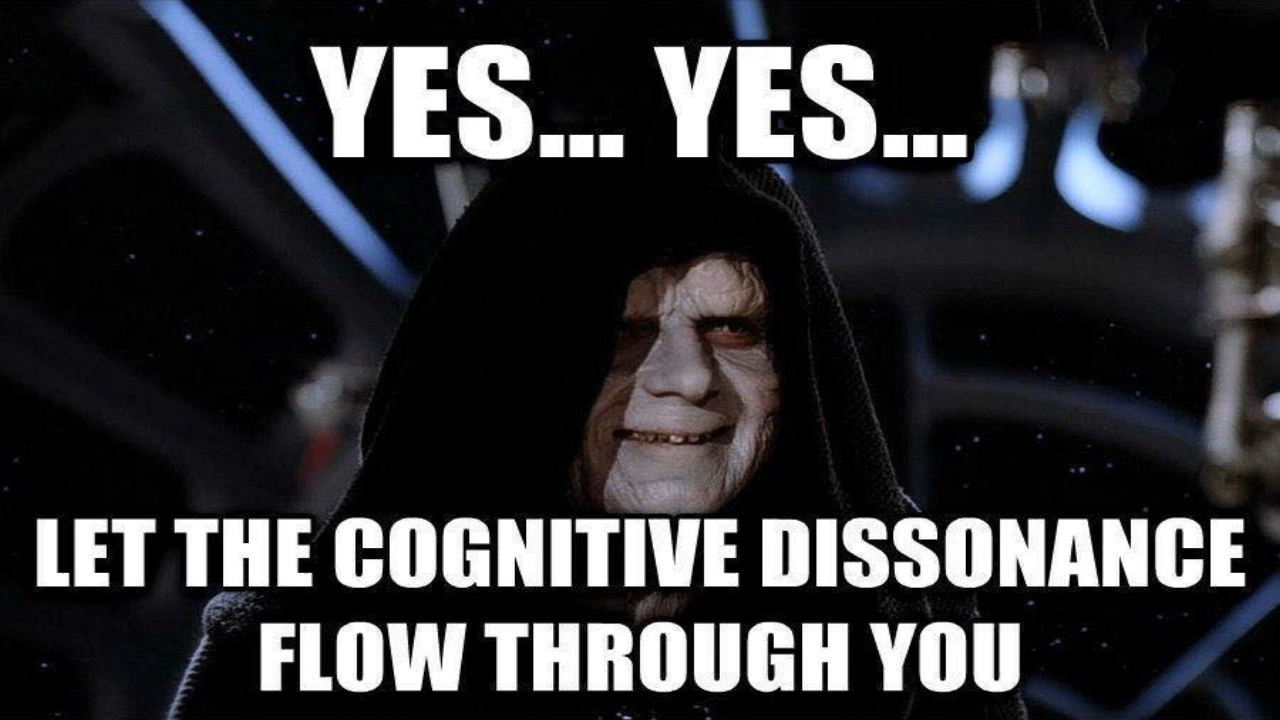 YES... YES...
LET THE COGNITIVE DISSONANCE
FLOW THROUGH YOU